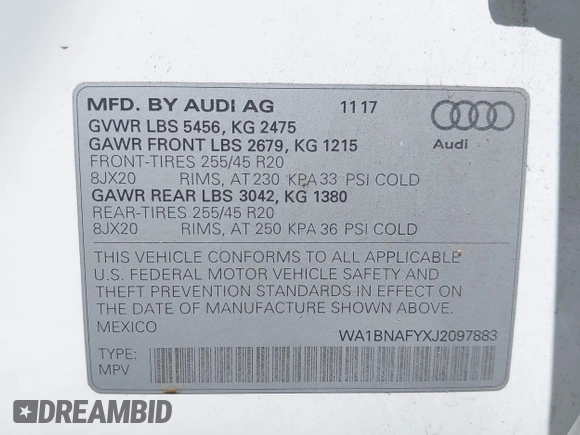 MFD. BY AUDI AG 11 17
GVWR LBS 5456, KG 2475
GAWR FRONT LBS 2679, KG 1215
FRONT-TIRES 255/45 R20
8JX20 RIMS, AT 230 KPA 33 PSI COLD
GAWR REAR LBS 3042, KG 1380
REAR-TIRES 255/45 R20
8JX20 RIMS, AT 250 KPA 36 PSI COLD
Audi
THIS VEHICLE CONFORMS TO ALL APPLICABLE
U.S. FEDERAL MOTOR VEHICLE SAFETY AND
THEFT PREVENTION STANDARDS IN EFFECT ON
THE DATE OF MANUFACTURE SHOWN ABOVE.
MEXICO WA1BNAFYXJ2097883
TYPE:
MPV
DREAMBID